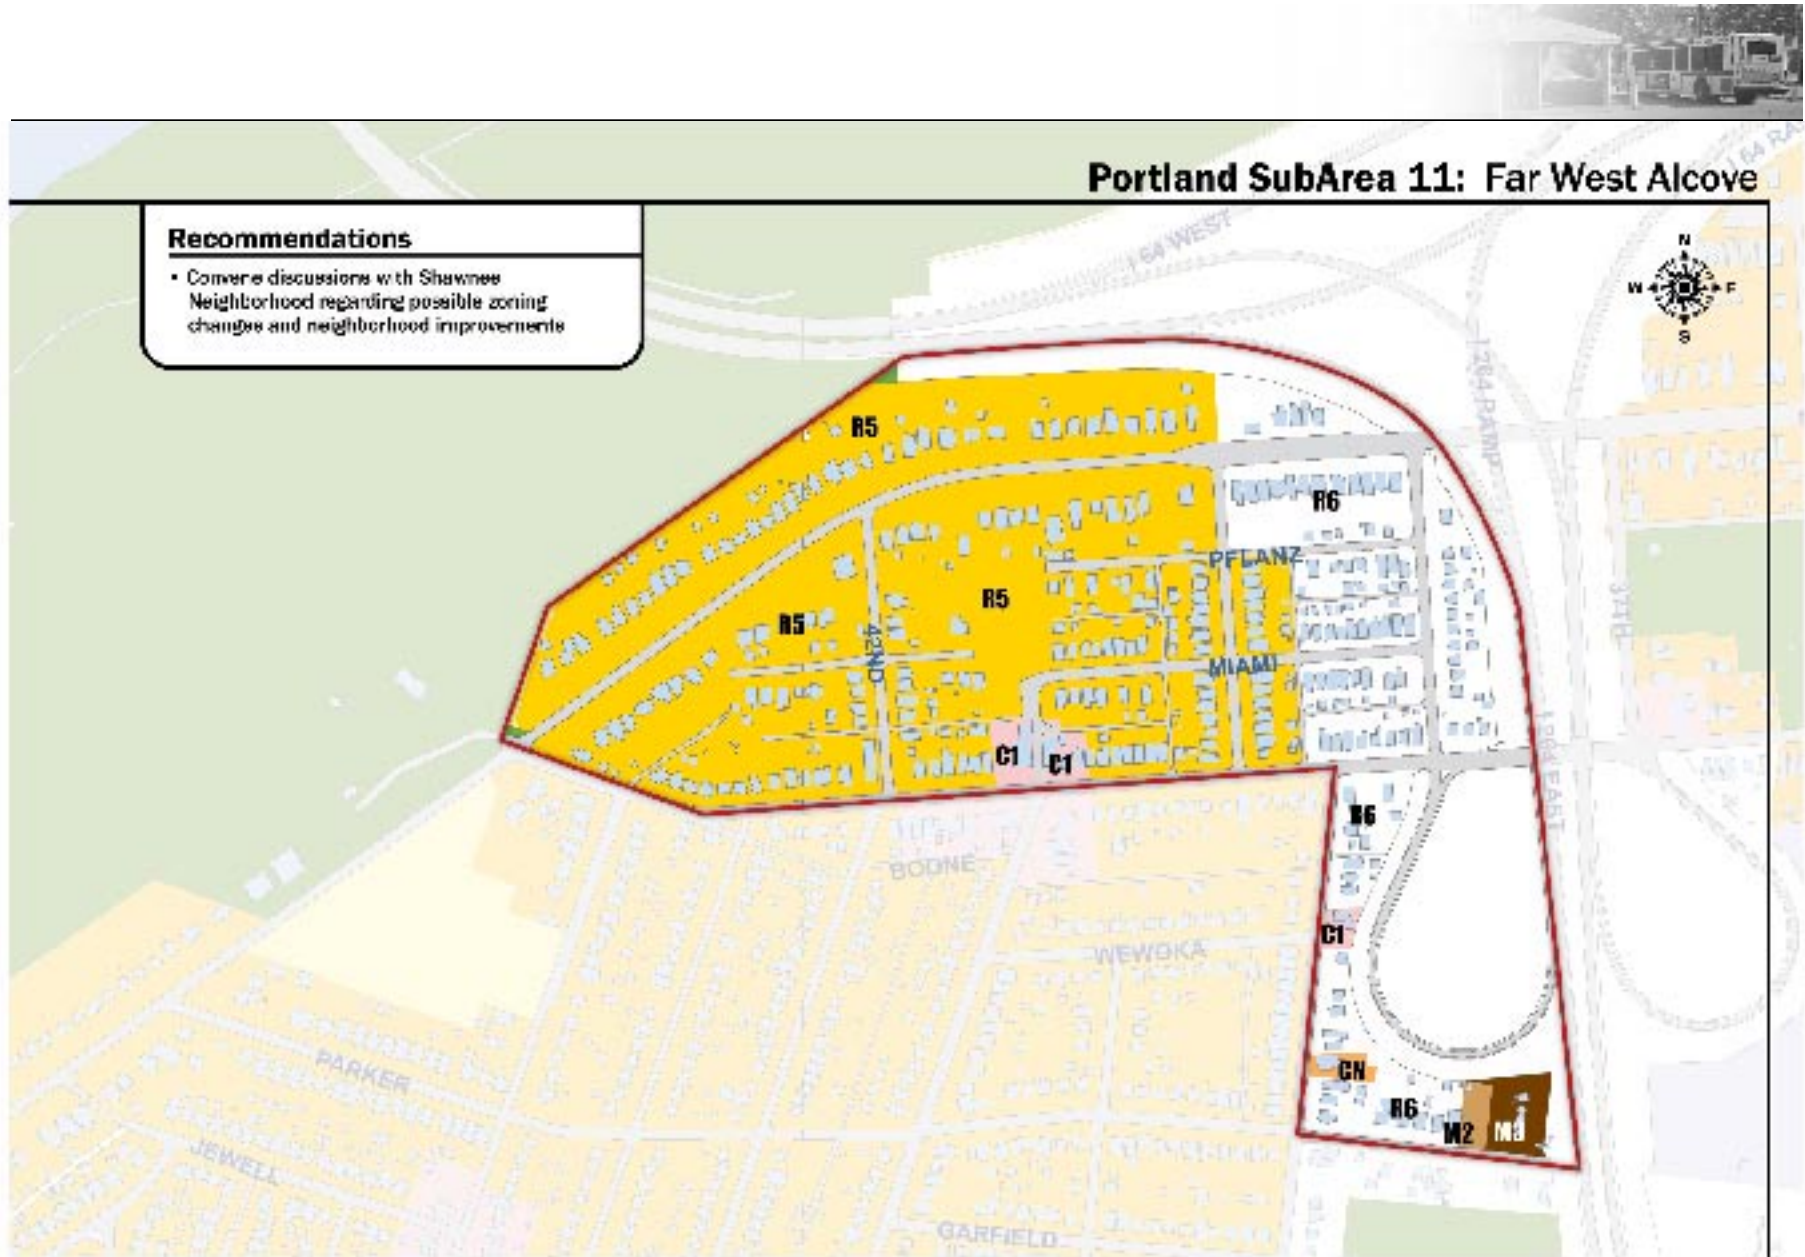 Portland SubArea 11: Far West Alcove
Recommendations
• Convene discussions with Shawnee
Neighborhood regarding possible zoning
changes and neighborhood improvements
I 64 WEST
N
W E
S
I 264 RAMP
R5
R6
PFLANZ
R5
R5
42ND
MIAMI
37TH
C1
C1
I 264 EAST
R6
BOONE
C1
WEWOKA
PARKER
CN
R6
M2
JEWELL
GARFIELD